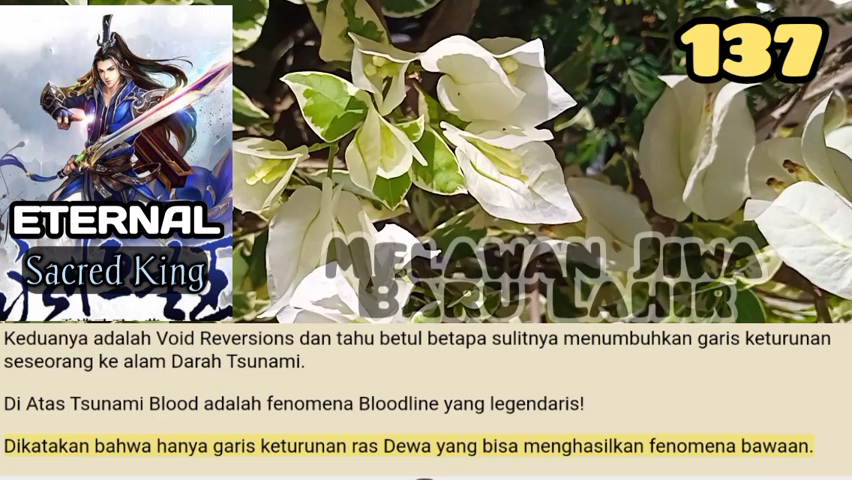 137
ETERNAL
Sacred King
MELAWAN JIWA
BARU LAHIR
Keduanya adalah Void Reversions dan tahu betul betapa sulitnya menumbuhkan garis keturunan
seseorang ke alam Darah Tsunami.
Di Atas Tsunami Blood adalah fenomena Bloodline yang legendaris!
Dikatakan bahwa hanya garis keturunan ras Dewa yang bisa menghasilkan fenomena bawaan.